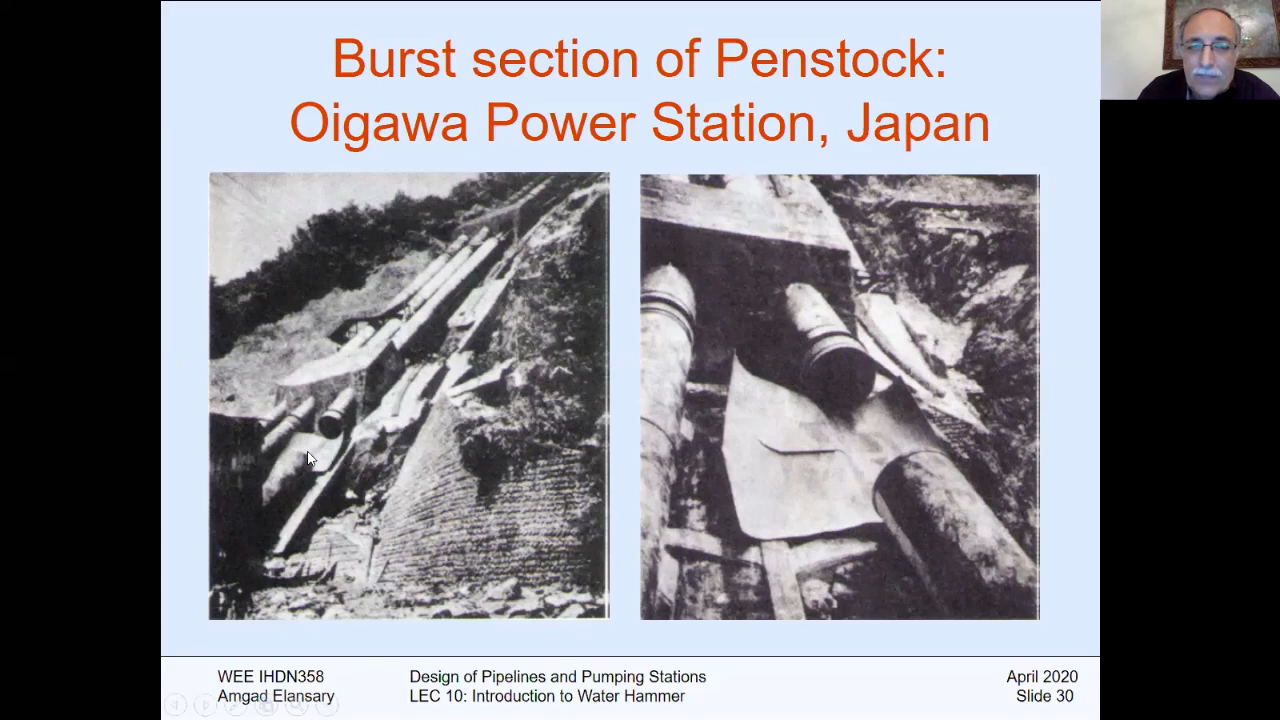 Burst section of Penstock:
Oigawa Power Station, Japan
WEE IHDN358
Amgad Elansary
Design of Pipelines and Pumping Stations
LEC 10: Introduction to Water Hammer
April 2020
Slide 30